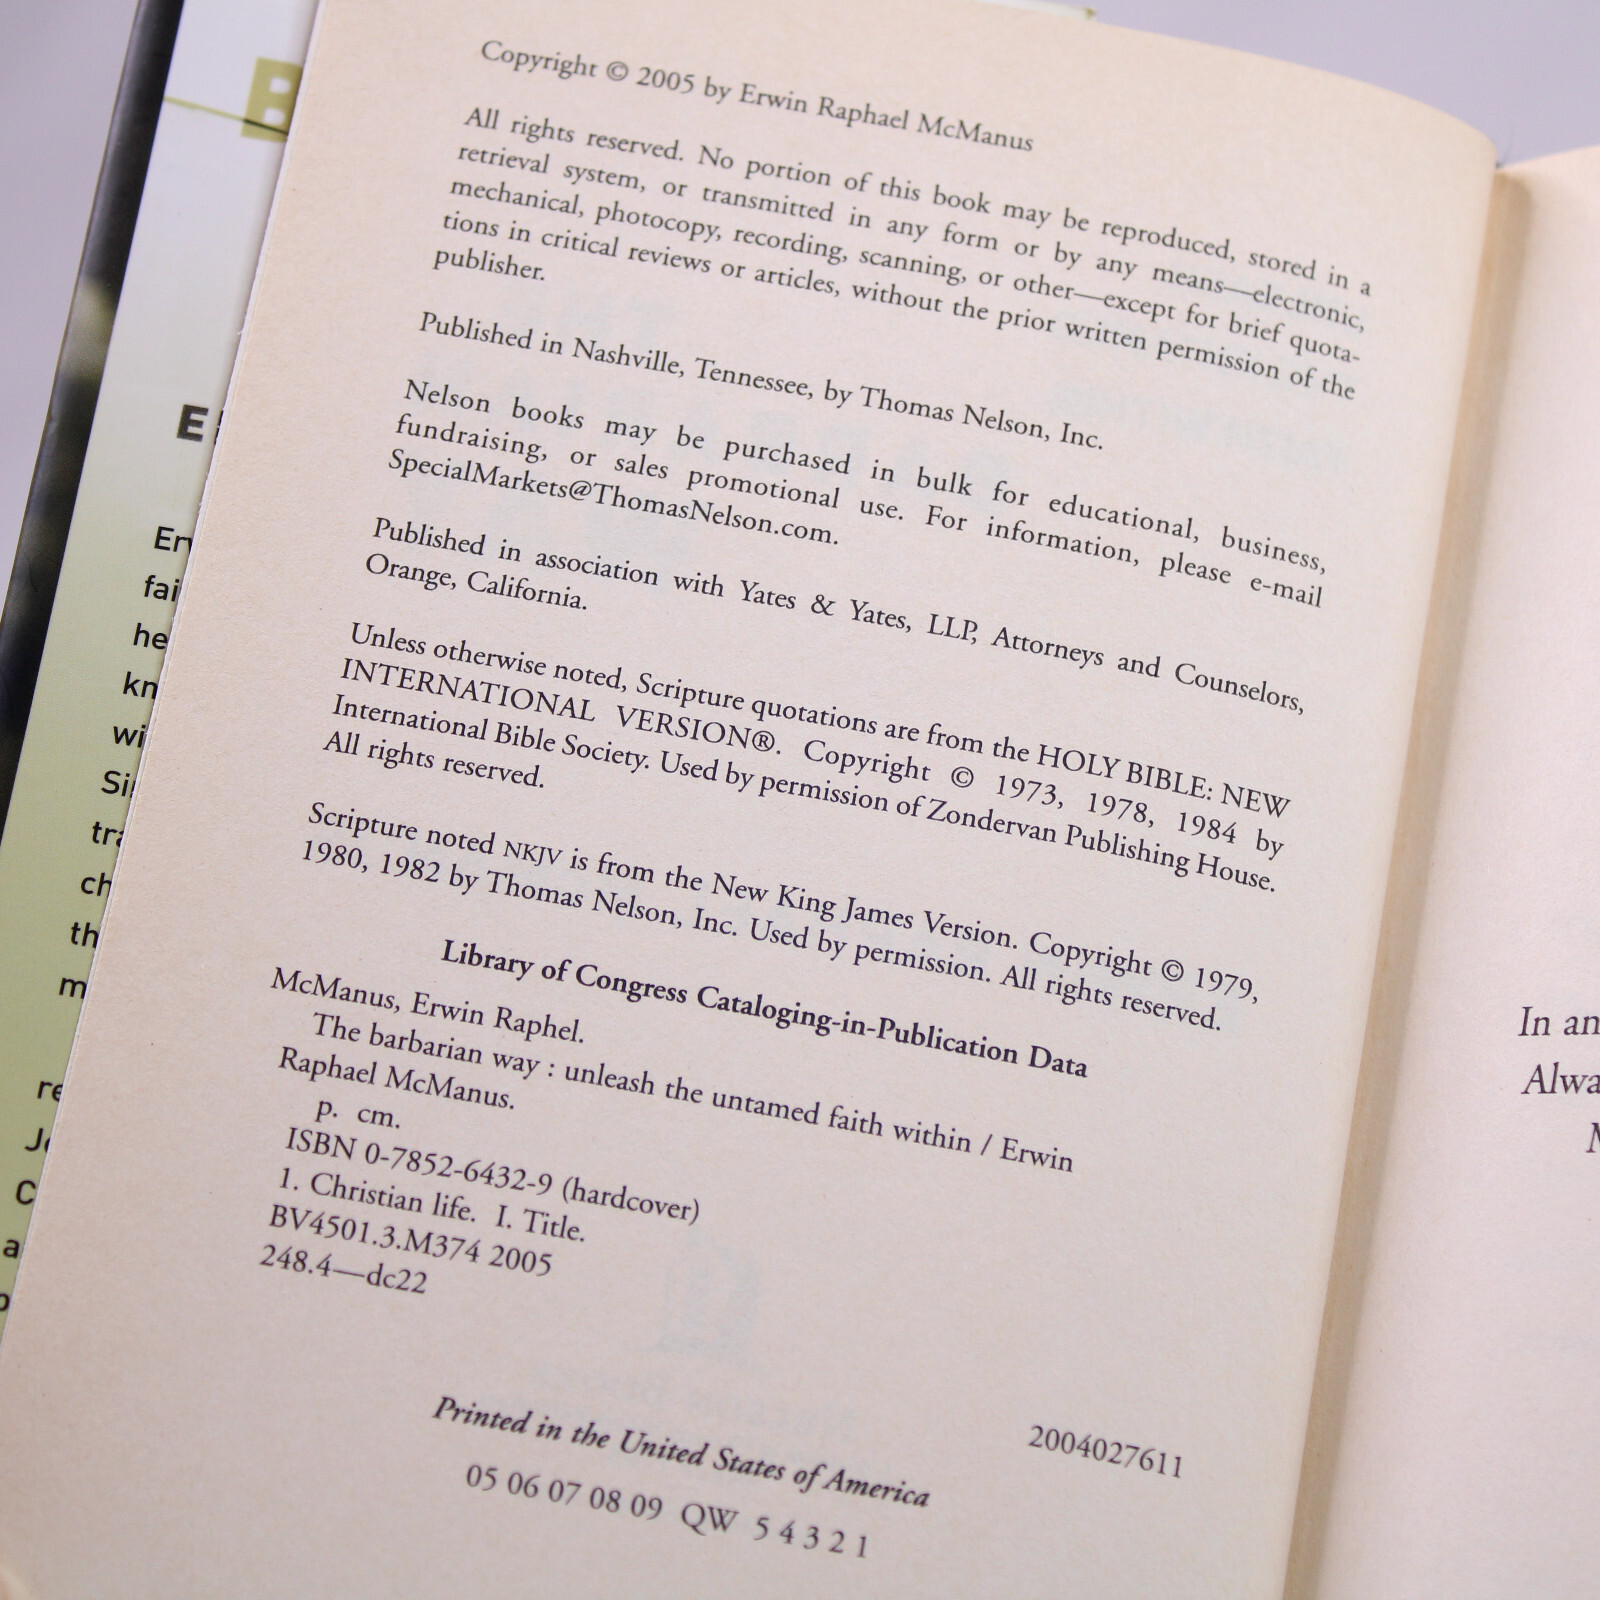 Copyright © 2005 by Erwin Raphael McManus
All rights reserved. No portion of this book may be reproduced, stored in a
retrieval system, or transmitted in any form or by any means—electronic,
mechanical, photocopy, recording, scanning, or other—except for brief quota-
tions in critical reviews or articles, without the prior written permission of the
publisher.
Published in Nashville, Tennessee, by Thomas Nelson, Inc.
Nelson books may be purchased in bulk for educational, business,
fundraising, or sales promotional use. For information, please e-mail
SpecialMarkets@ThomasNelson.com.
Published in association with Yates & Yates, LLP, Attorneys and Counselors,
Orange, California.
Unless otherwise noted, Scripture quotations are from the HOLY BIBLE: NEW
INTERNATIONAL VERSION®. Copyright © 1973, 1978, 1984 by
International Bible Society. Used by permission of Zondervan Publishing House.
All rights reserved.
Scripture noted NKJV is from the New King James Version. Copyright © 1979,
1980, 1982 by Thomas Nelson, Inc. Used by permission. All rights reserved.
Library of Congress Cataloging-in-Publication Data
McManus, Erwin Raphel.
The barbarian way : unleash the untamed faith within / Erwin
Raphael McManus.
p. cm.
ISBN 0-7852-6432-9 (hardcover)
1. Christian life. I. Title.
BV4501.3.M374 2005
248.4—dc22
2004027611
Printed in the United States of America
05 06 07 08 09 QW 5 4 3 2 1
In an